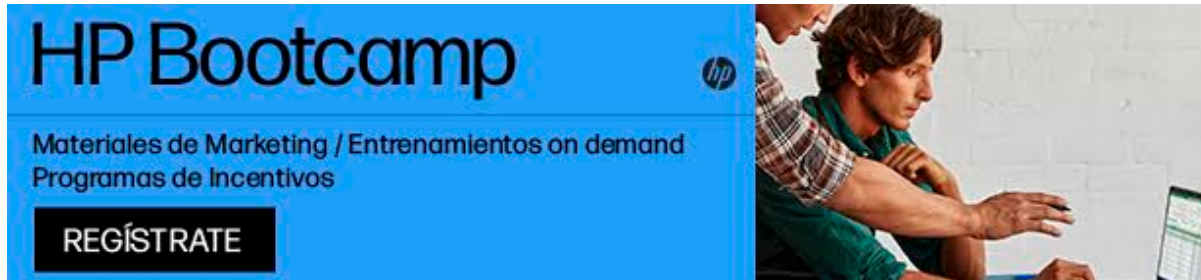 HP Bootcamp
hp
Materiales de Marketing / Entrenamientos on demand
Programas de Incentivos
REGÍSTRATE